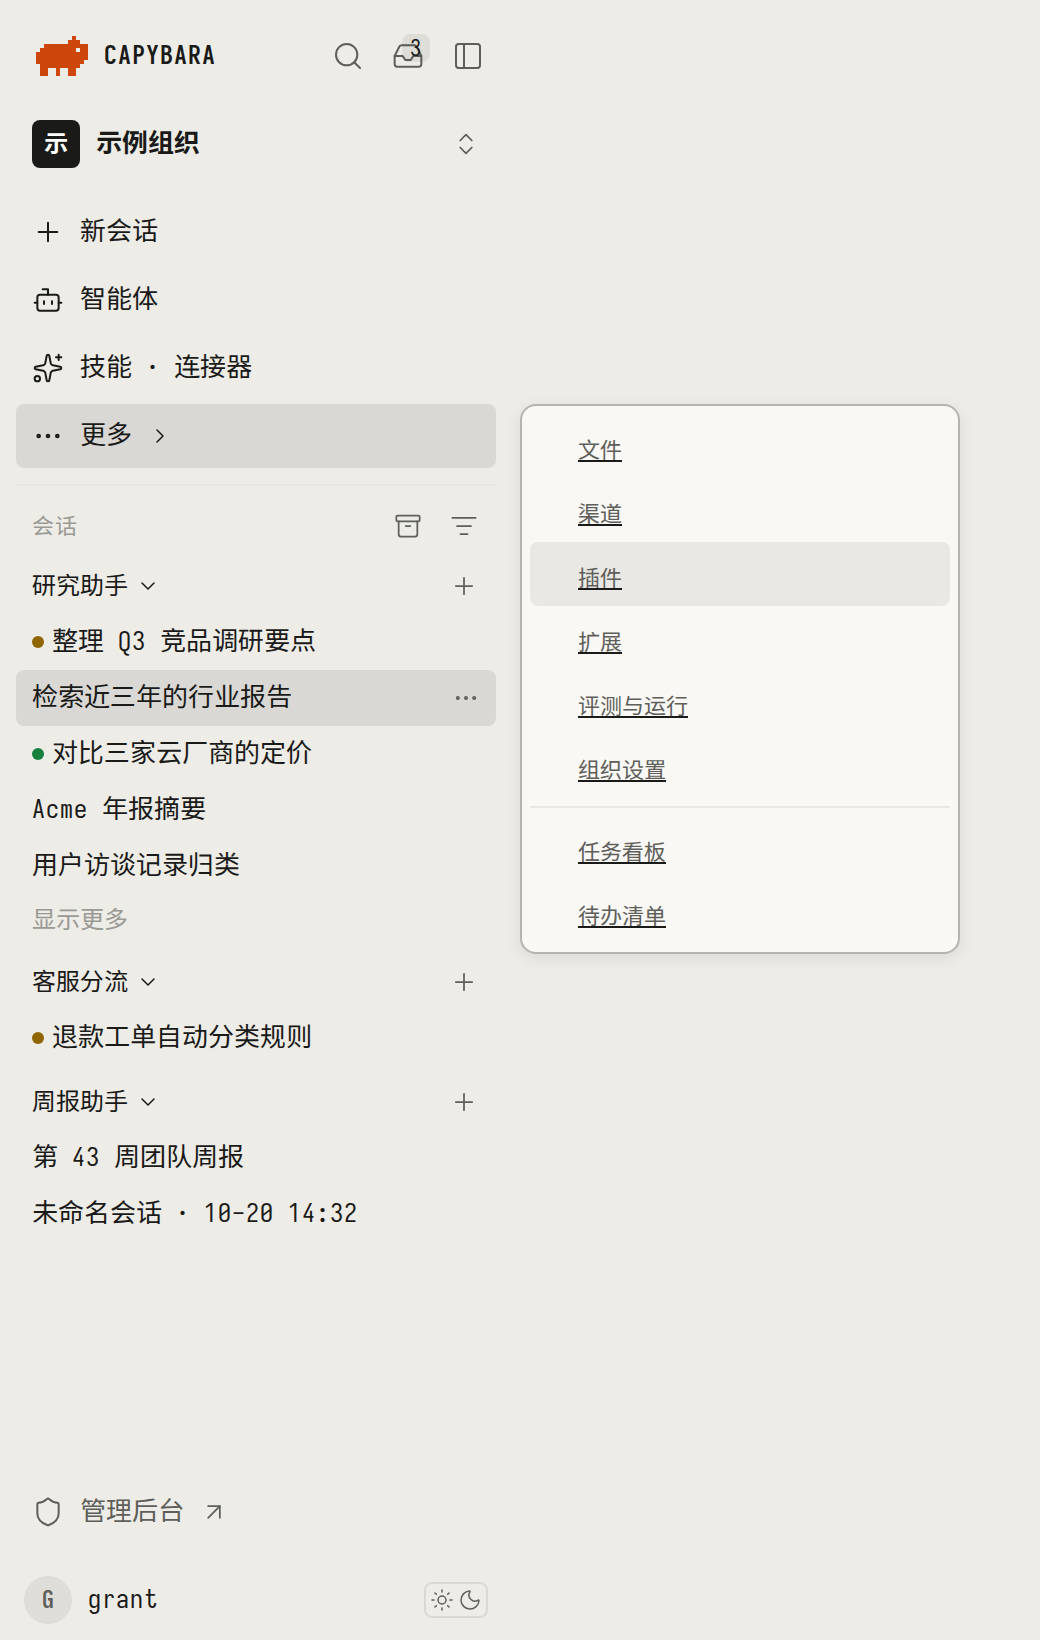 CAPYBARA
3
示 示例组织
新会话
智能体
技能 · 连接器
更多
会话
研究助手
整理 Q3 竞品调研要点
检索近三年的行业报告
对比三家云厂商的定价
Acme 年报摘要
用户访谈记录归类
显示更多
客服分流
退款工单自动分类规则
周报助手
第 43 周团队周报
未命名会话 · 10-20 14:32
管理后台
G grant
文件
渠道
插件
扩展
评测与运行
组织设置
任务看板
待办清单